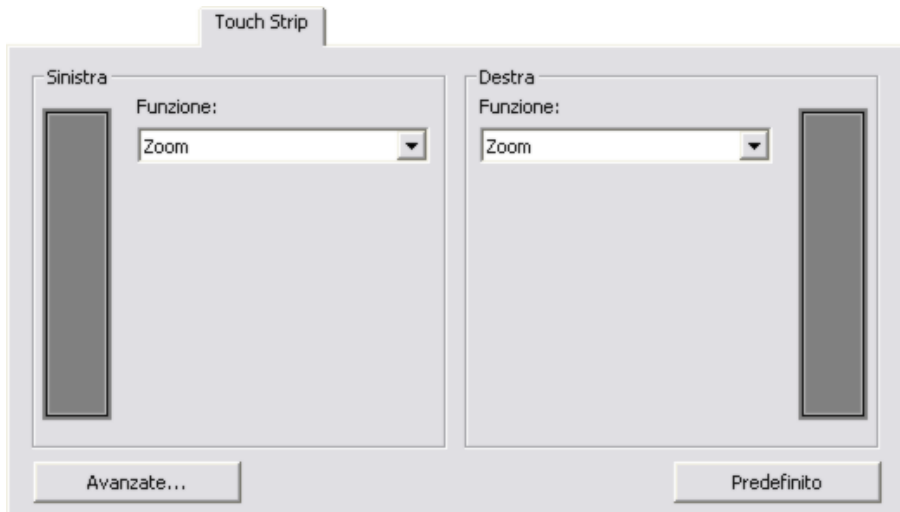 Touch Strip
Sinistra
Funzione:
Zoom
Destra
Funzione:
Zoom
Avanzate...
Predefinito